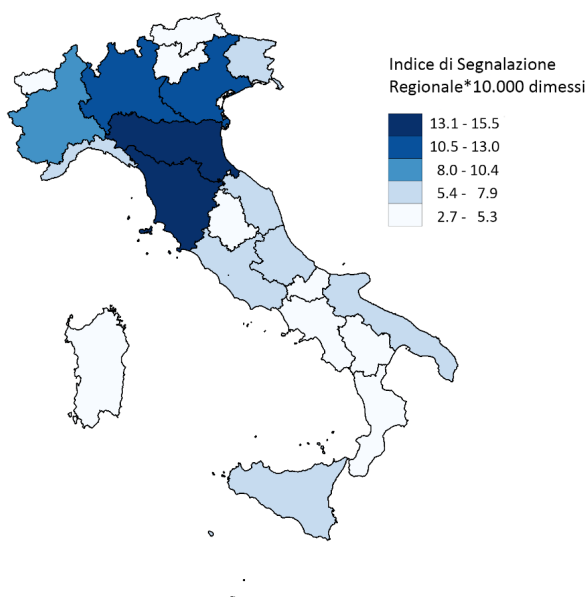 Indice di Segnalazione
Regionale*10.000 dimessi
13.1 - 15.5
10.5 - 13.0
8.0 - 10.4
5.4 - 7.9
2.7 - 5.3